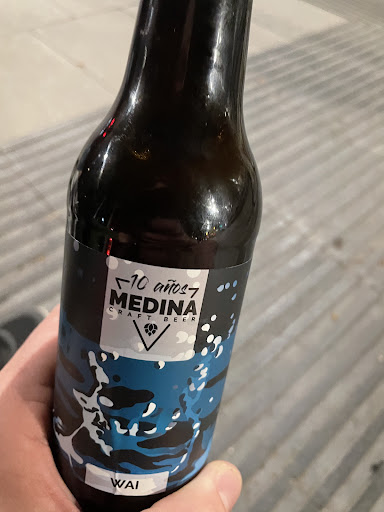 10 años
MEDINA
CRAFT BEER
WAI